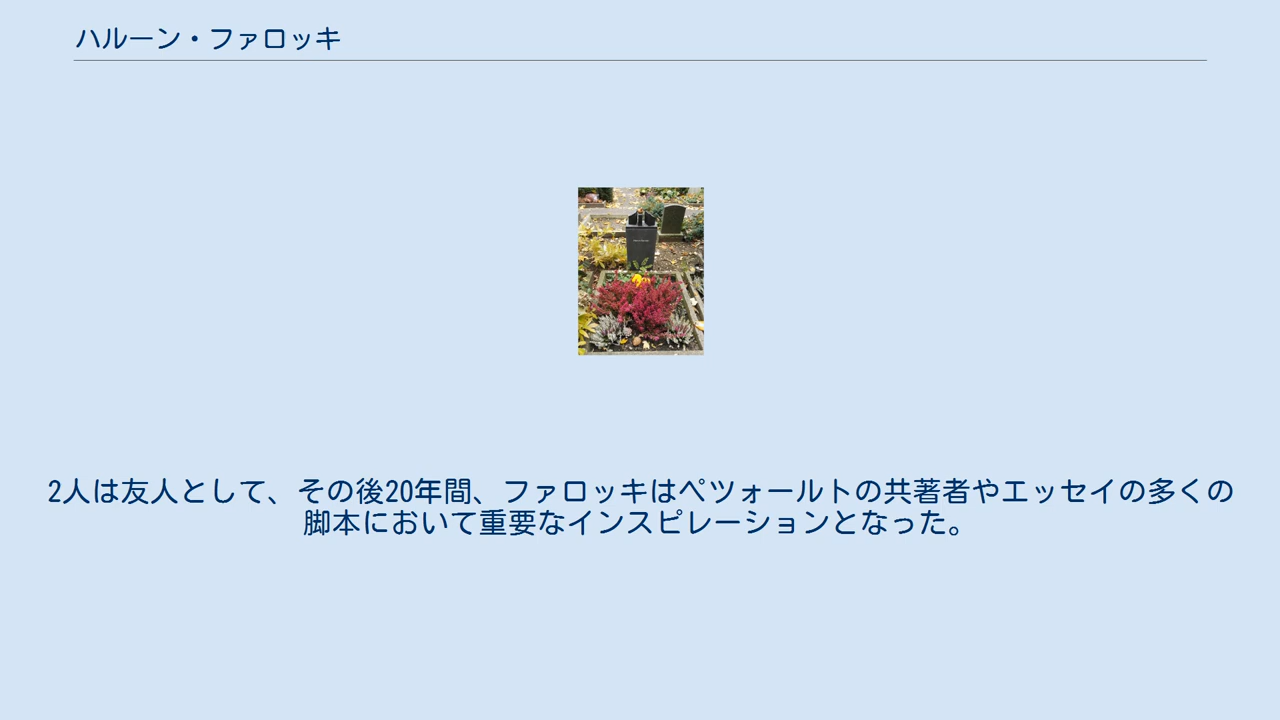 ハルーン・ファロッキ
2人は友人として、その後20年間、ファロッキはペツォールトの共著者やエッセイの多くの
脚本において重要なインスピレーションとなった。